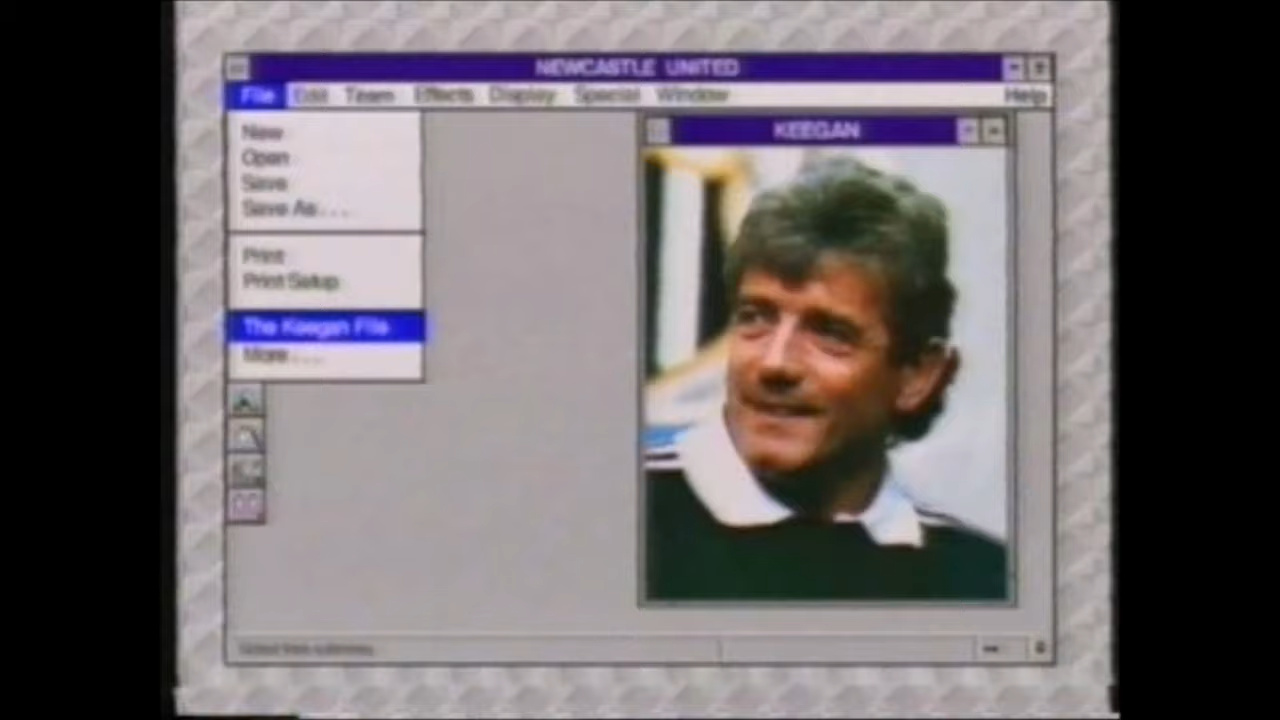 NEWCASTLE UNITED
File Edit Team Effects Display Special Window Help
New
Open
Save
Save As...
Print
Print Setup
The Keegan File
More....
KEEGAN